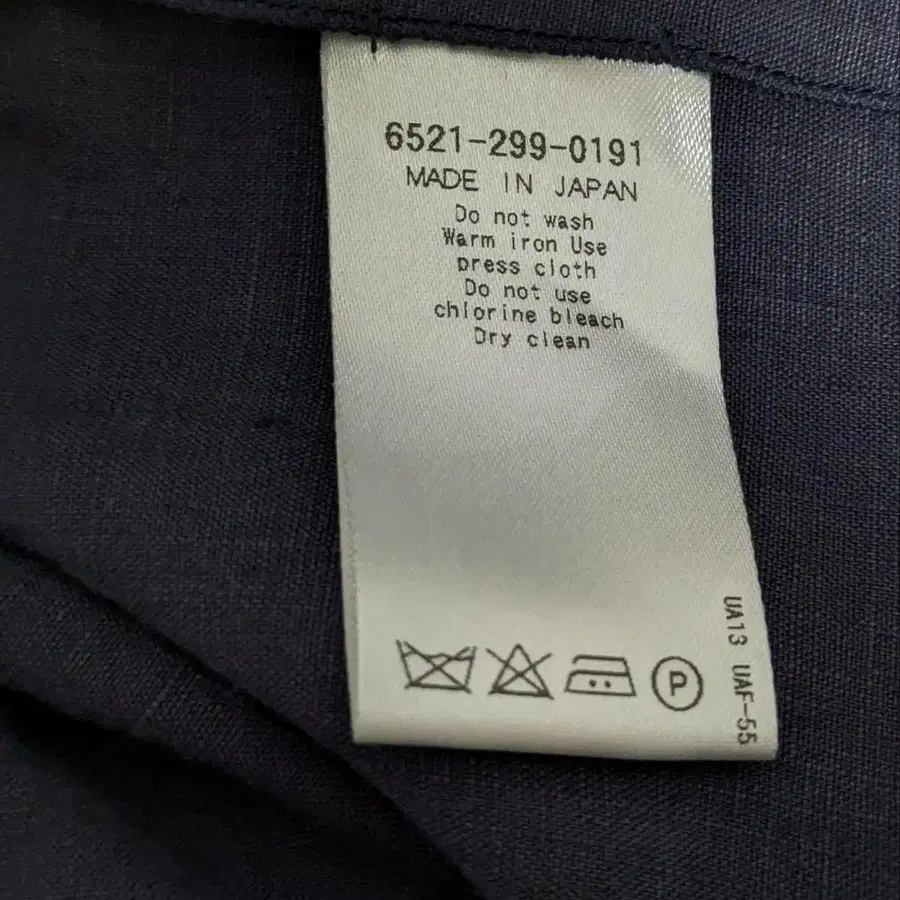 6521-299-0191
MADE IN JAPAN
Do not wash
Warm iron Use
press cloth
Do not use
chlorine bleach
Dry clean
P
UA13 UAF-55